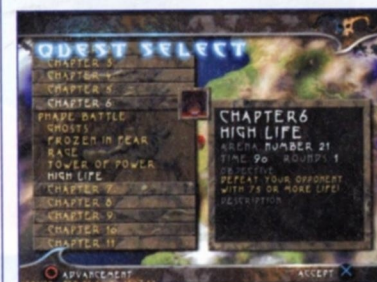 QUEST SELECT
CHAPTER 3
CHAPTER 4
CHAPTER 5
CHAPTER 6
PHADE BATTLE
GHOSTS
FROZEN IN FEAR
RAGE
TOWER OF POWER
HIGH LIFE
CHAPTER 7
CHAPTER 8
CHAPTER 9
CHAPTER 10
CHAPTER 11
ADVANCEMENT
CHAPTER6
HIGH LIFE
ARENA NUMBER 21
TIME 90 ROUNDS 1
OBJECTIVE
DEFEAT YOUR OPPONENT
WITH 75 OR MORE LIFE!
DESCRIPTION
ACCEPT